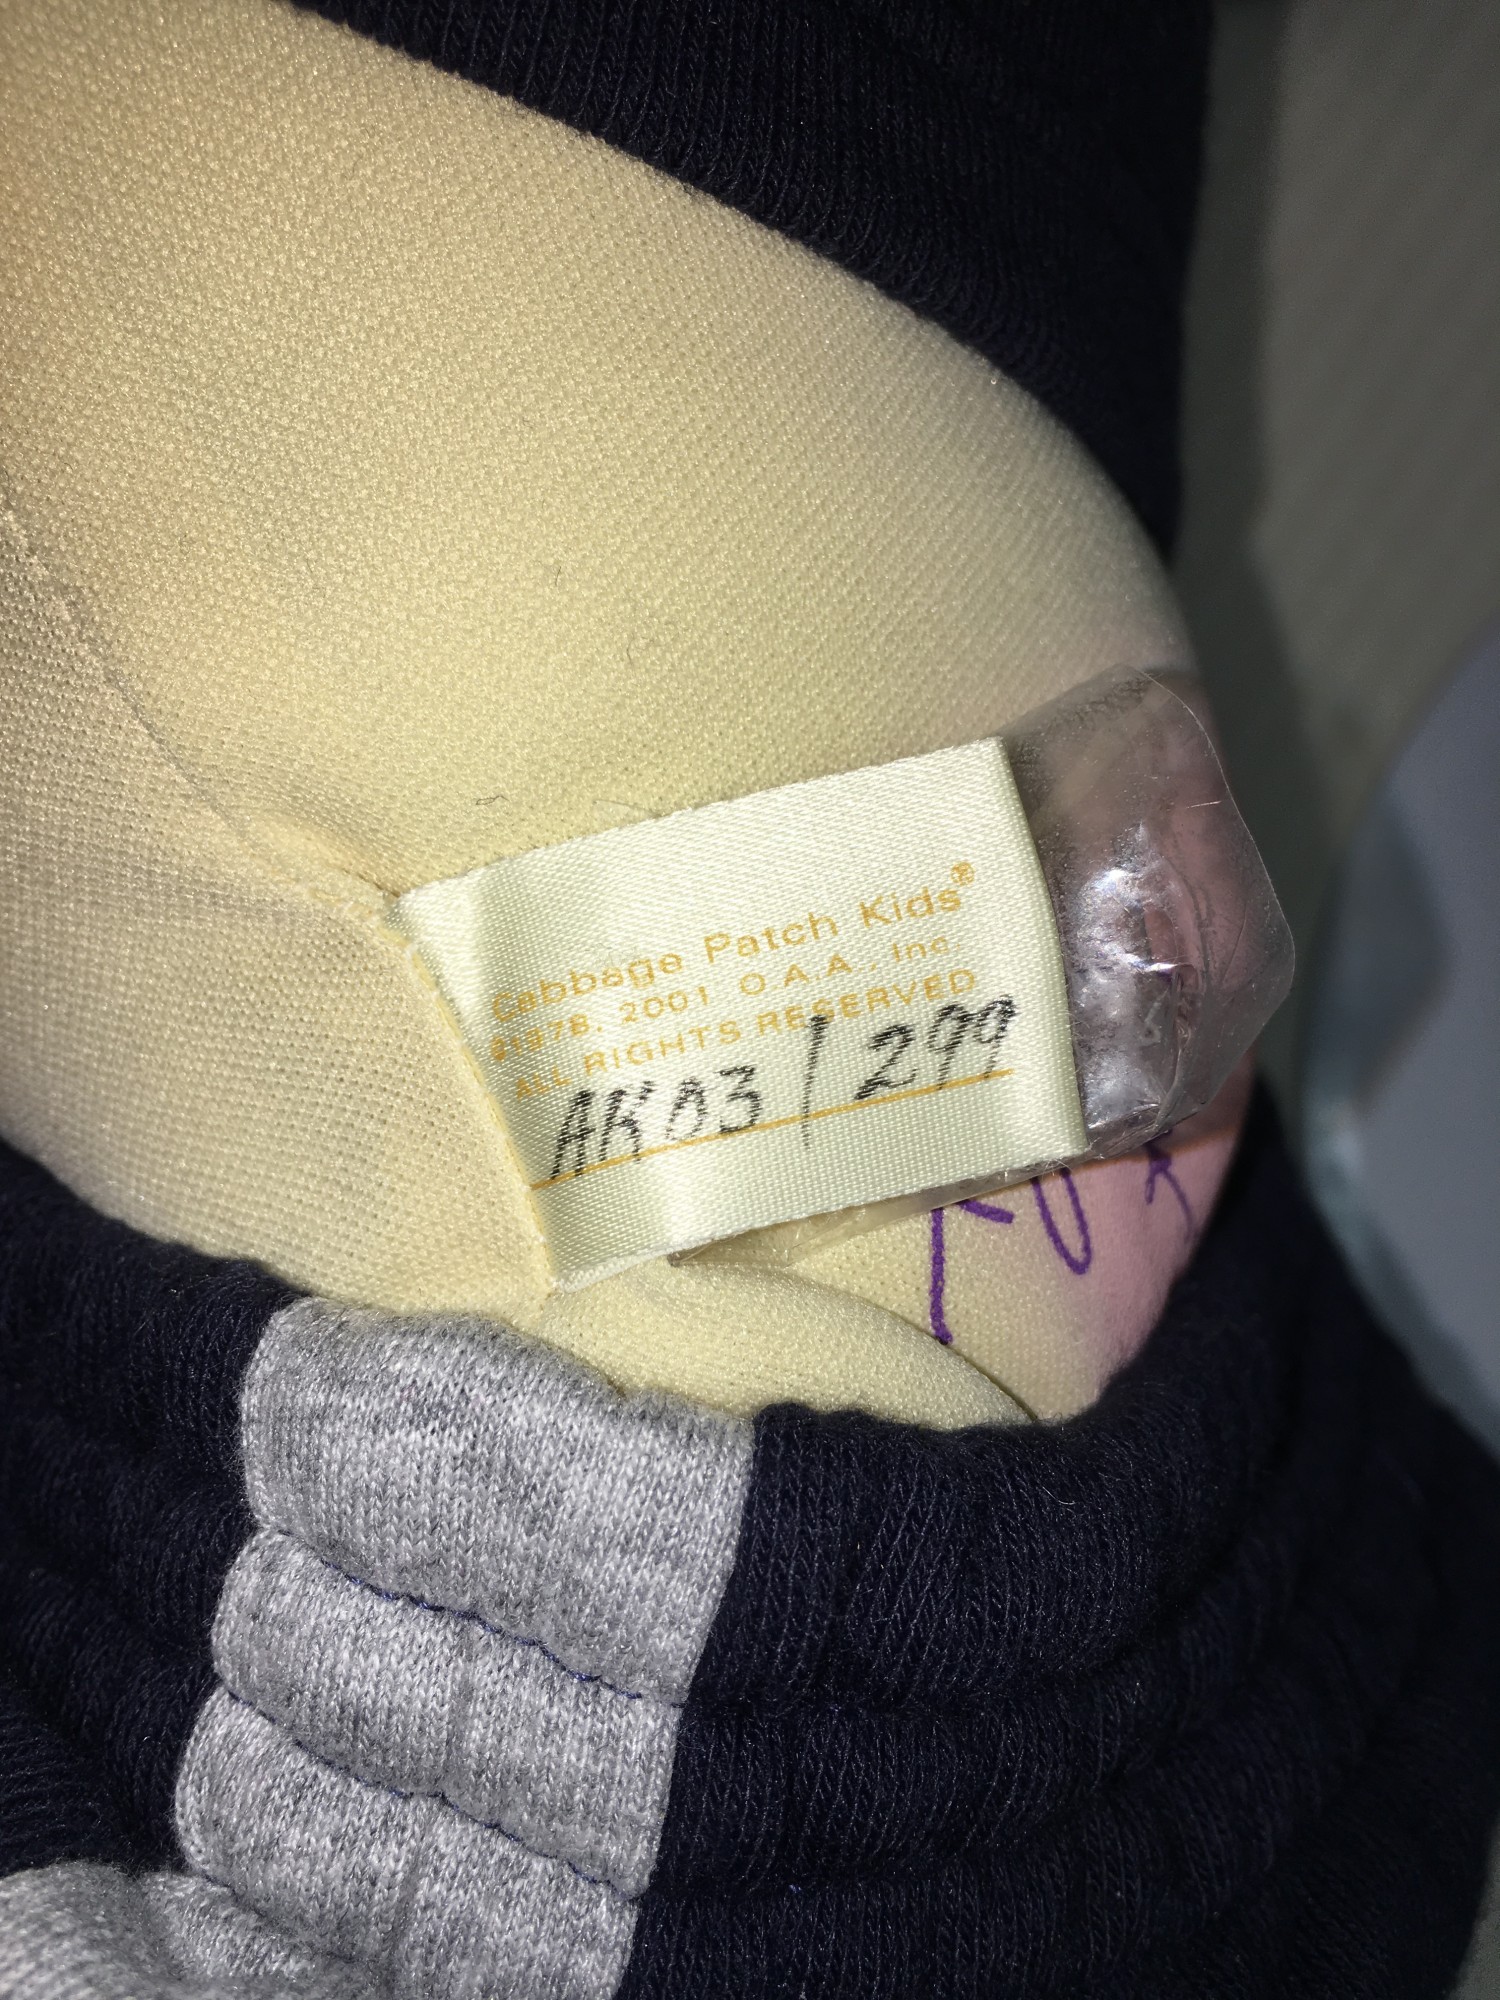 Cabbage Patch Kids®
©1978, 2001 O.A.A., Inc.
ALL RIGHTS RESERVED
AK03/299